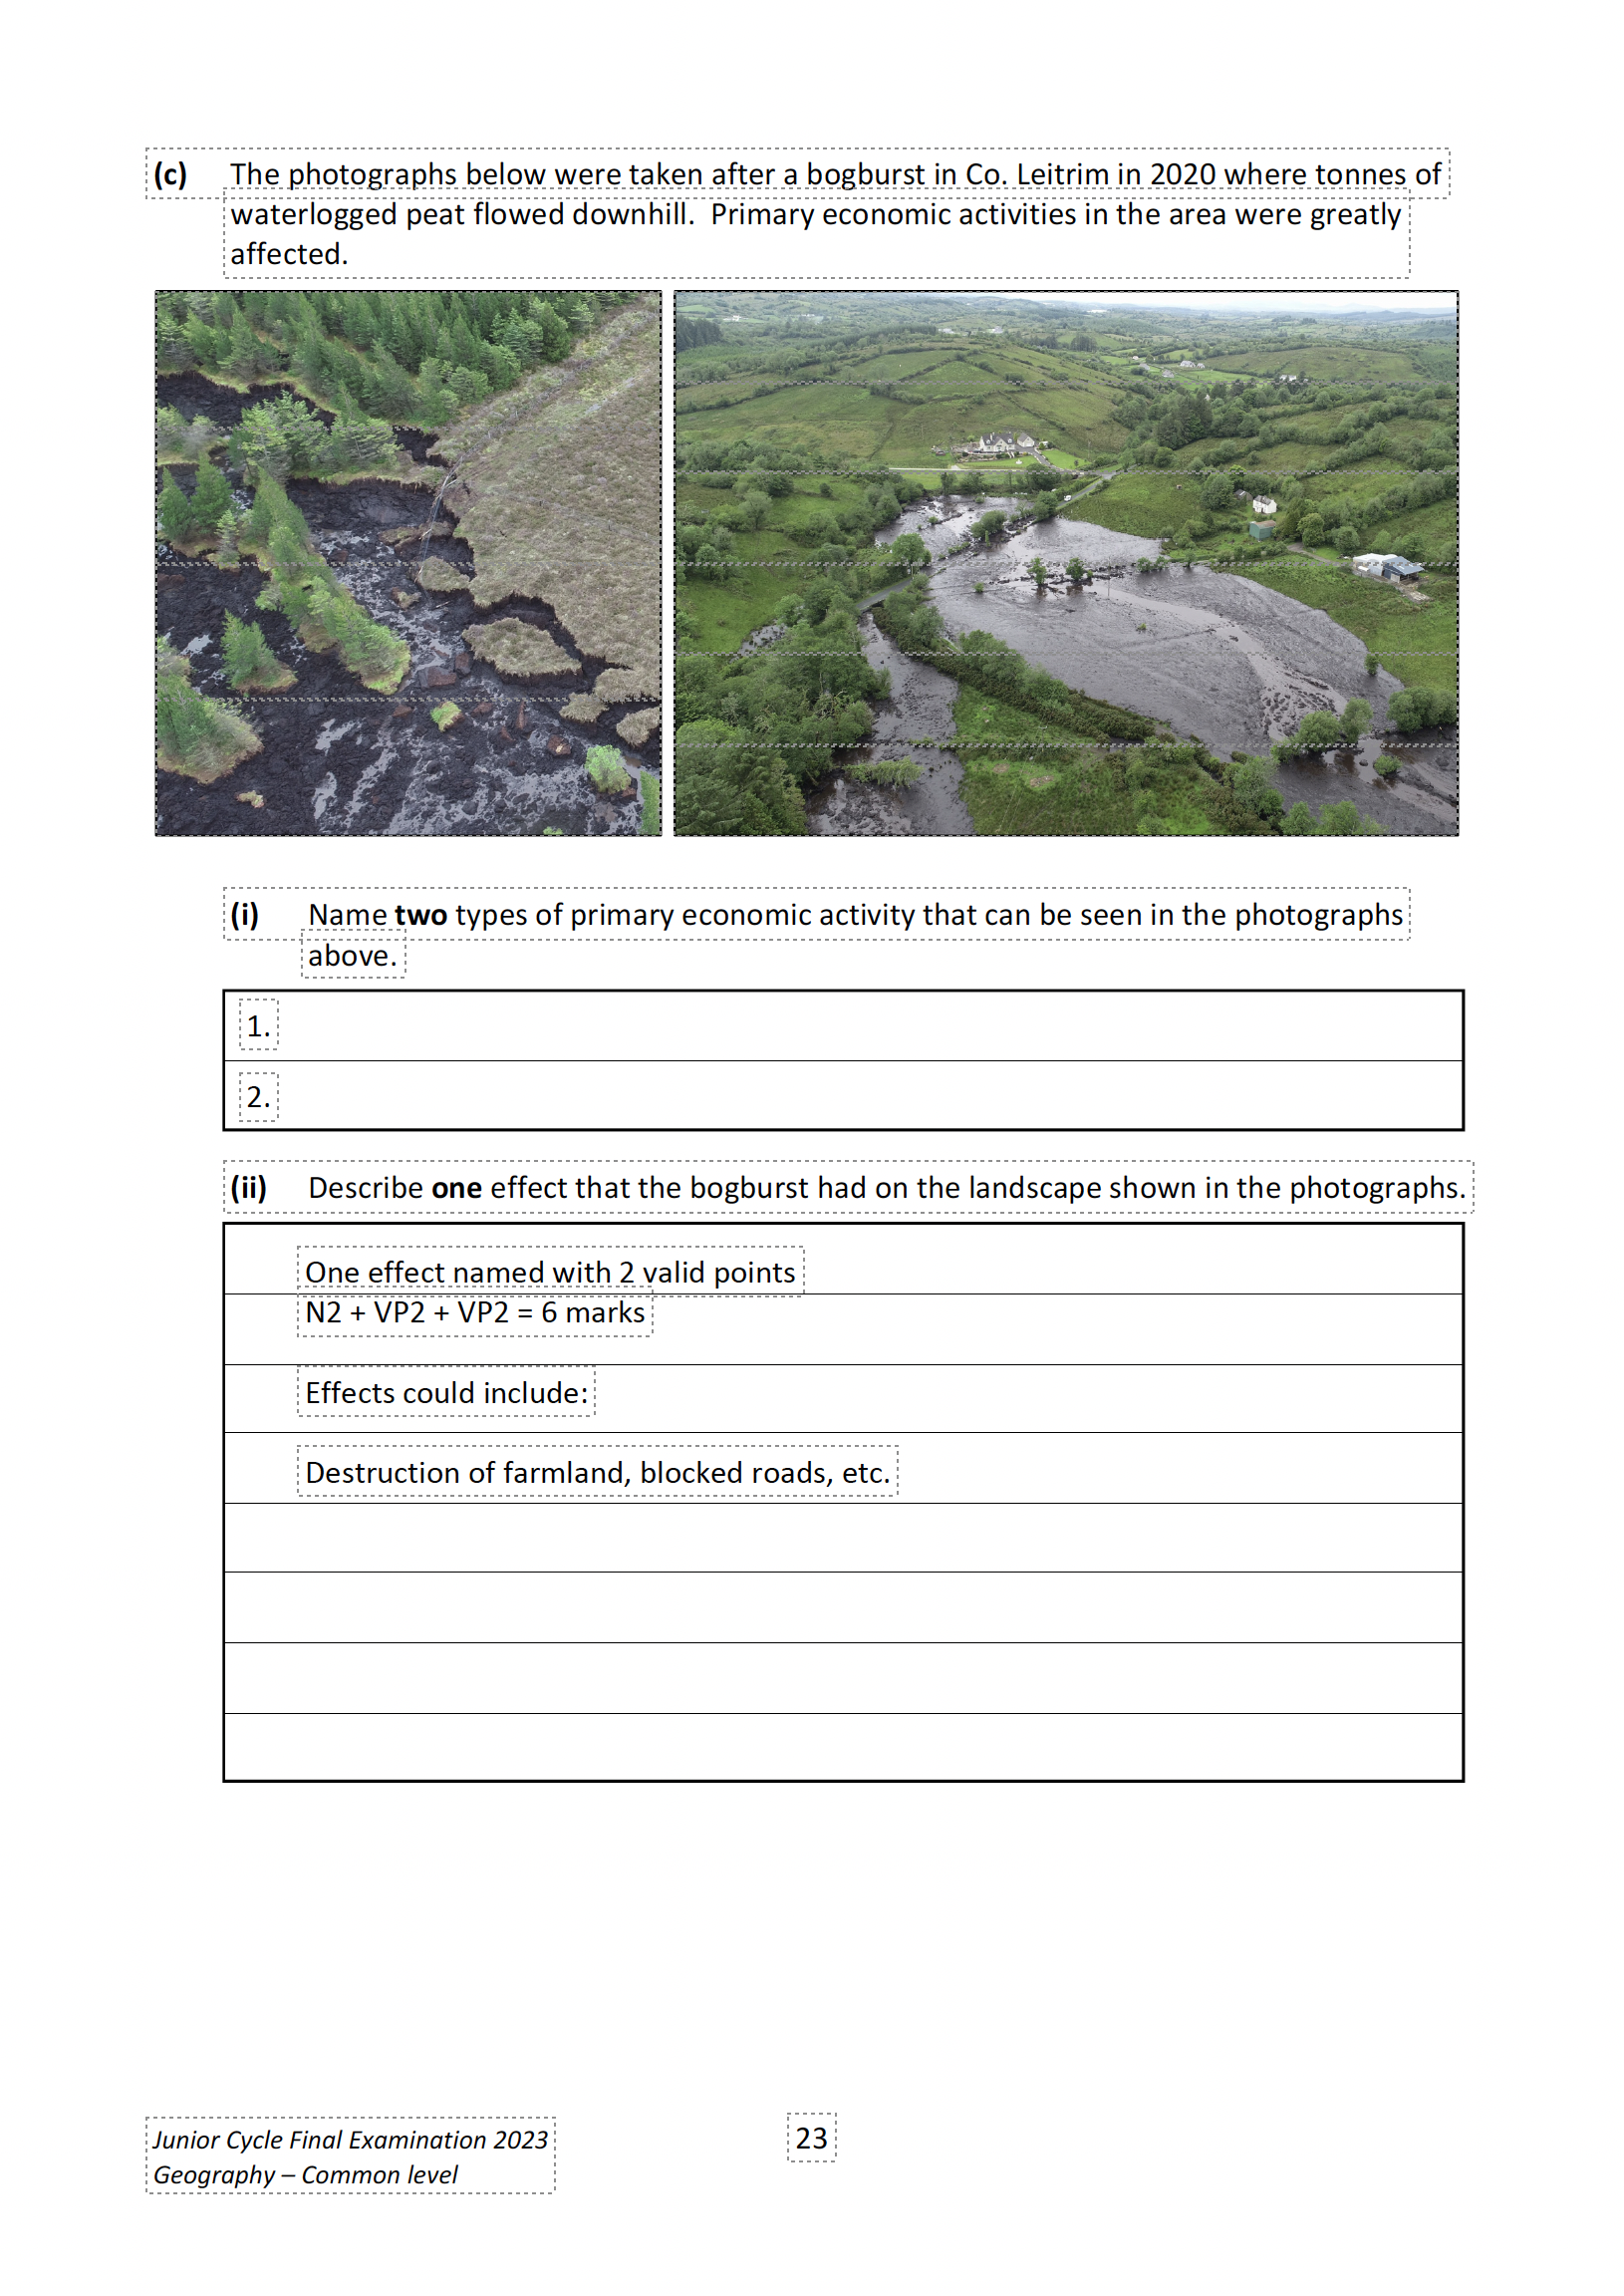 (c) The photographs below were taken after a bogburst in Co. Leitrim in 2020 where tonnes of
waterlogged peat flowed downhill. Primary economic activities in the area were greatly
affected.
(i) Name two types of primary economic activity that can be seen in the photographs
above.
1.
2.
(ii) Describe one effect that the bogburst had on the landscape shown in the photographs.
One effect named with 2 valid points
N2 + VP2 + VP2 = 6 marks
Effects could include:
Destruction of farmland, blocked roads, etc.
Junior Cycle Final Examination 2023
Geography – Common level
23